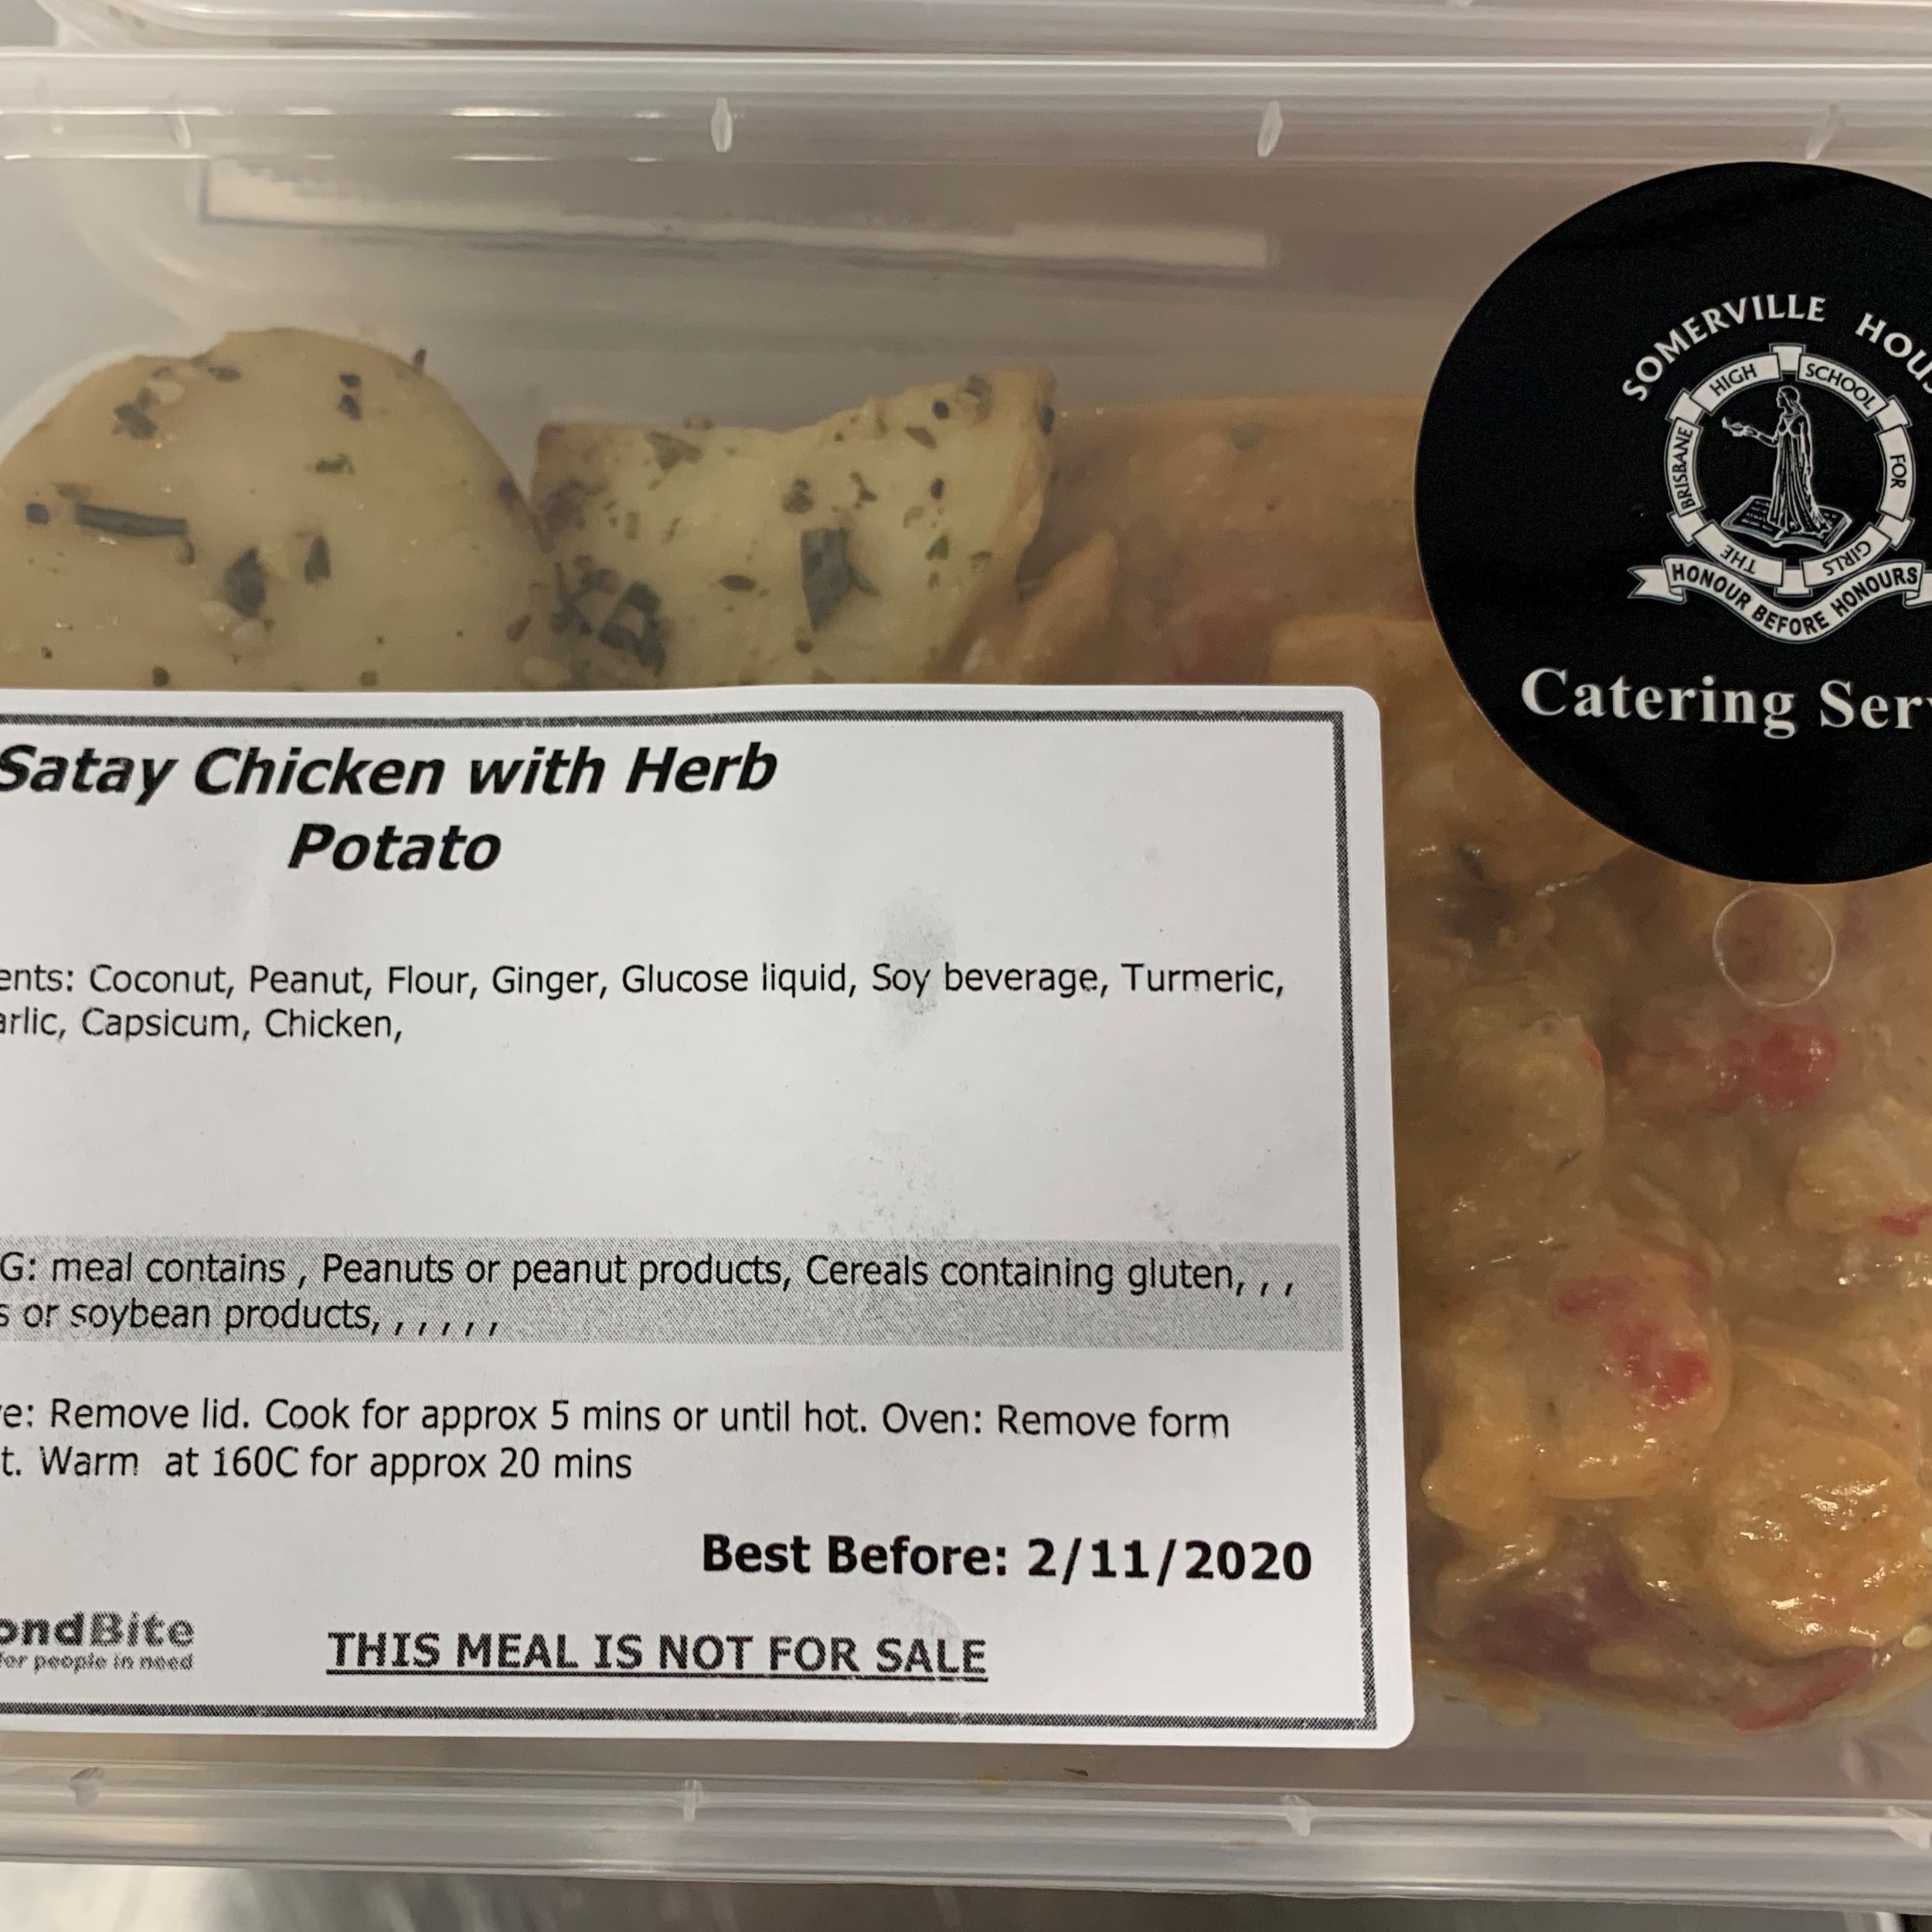 SOMERVILLE HOUS
HIGH SCHOOL FOR GIRLS THE BRISBANE
HONOUR BEFORE HONOURS
Catering Serv
Satay Chicken with Herb
Potato
ents: Coconut, Peanut, Flour, Ginger, Glucose liquid, Soy beverage, Turmeric,
arlic, Capsicum, Chicken,
G: meal contains , Peanuts or peanut products, Cereals containing gluten, , ,
s or soybean products, , , , , , ,
e: Remove lid. Cook for approx 5 mins or until hot. Oven: Remove form
t. Warm at 160C for approx 20 mins
Best Before: 2/11/2020
ondBite
for people in need
THIS MEAL IS NOT FOR SALE